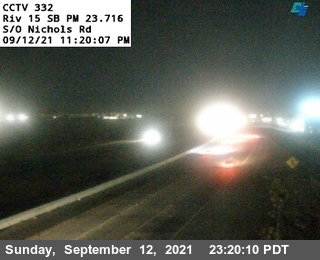 CCTV 332
Riv 15 SB PM 23.716
S/O Nichols Rd
09/12/21 11:20:07 PM
Sunday, September 12, 2021 23:20:10 PDT